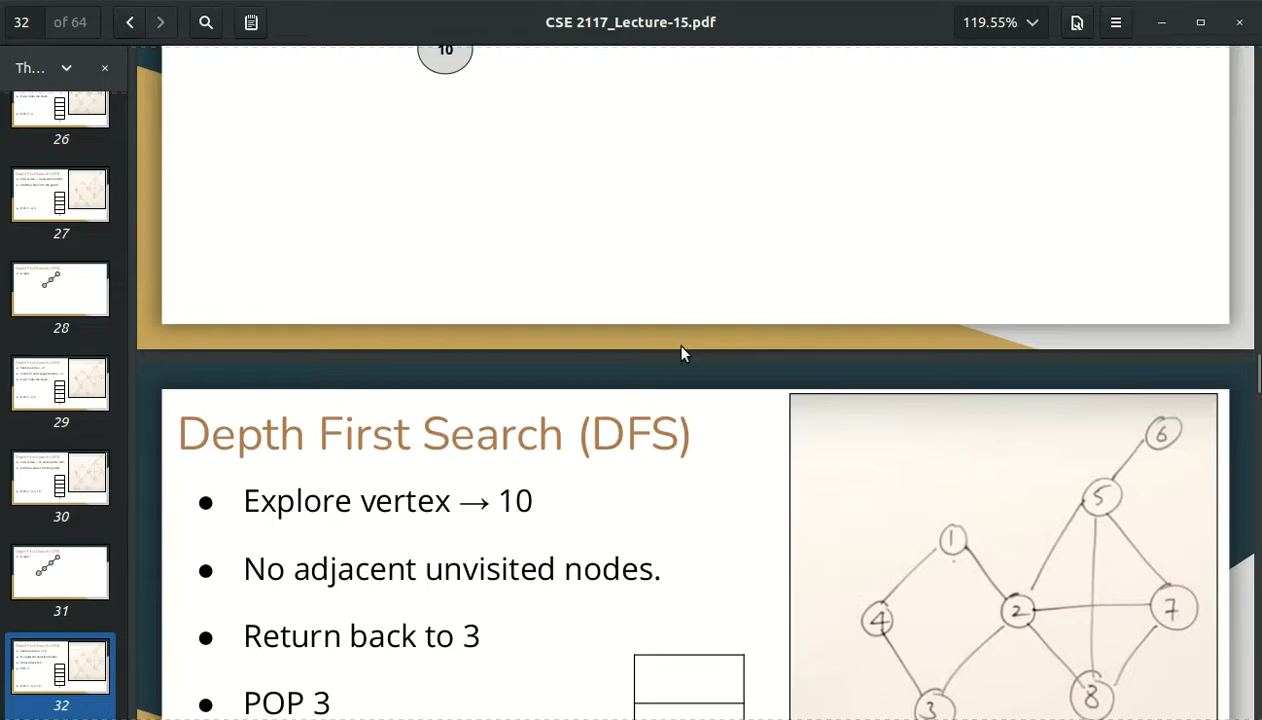 32 of 64
CSE 2117_Lecture-15.pdf
119.55%
Th...
26
27
28
29
30
31
32
10
Depth First Search (DFS)
● Explore vertex → 10
● No adjacent unvisited nodes.
● Return back to 3
● POP 3
6
5
1
2
7
4
8
3